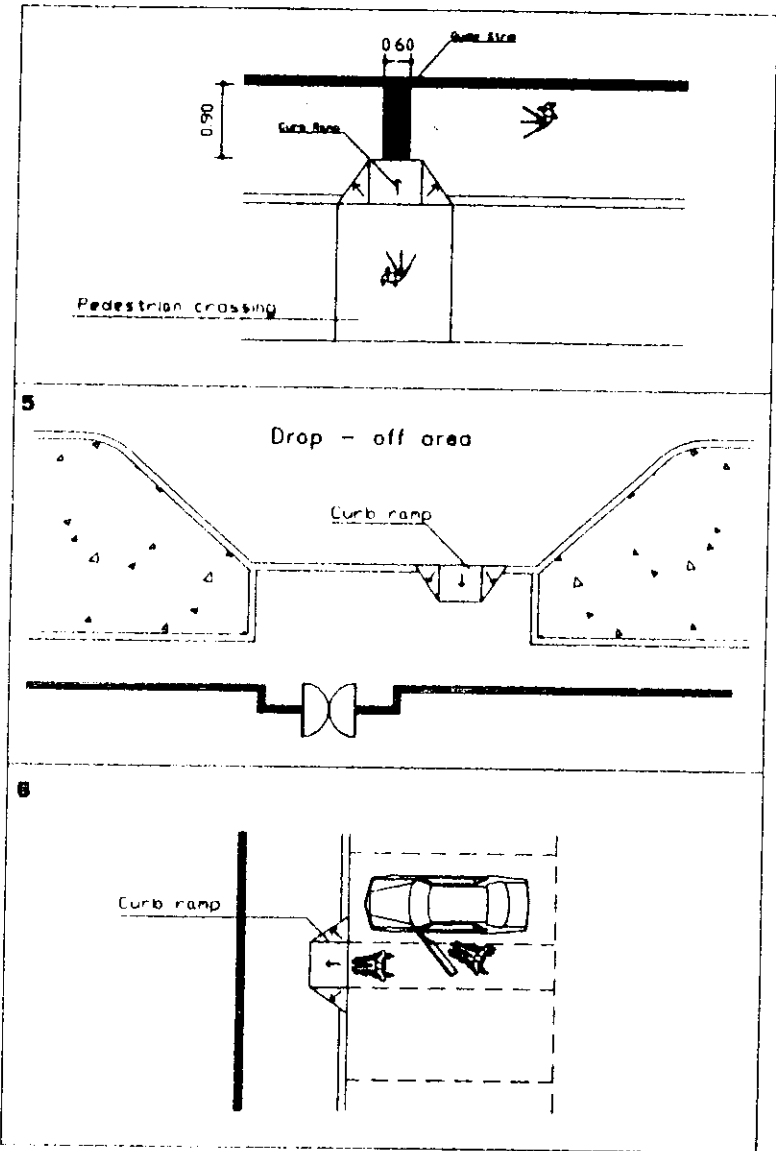 0.60
0.90
Curb Ramp
Pedestrian crossing
5
Drop - off area
Curb ramp
6
Curb ramp